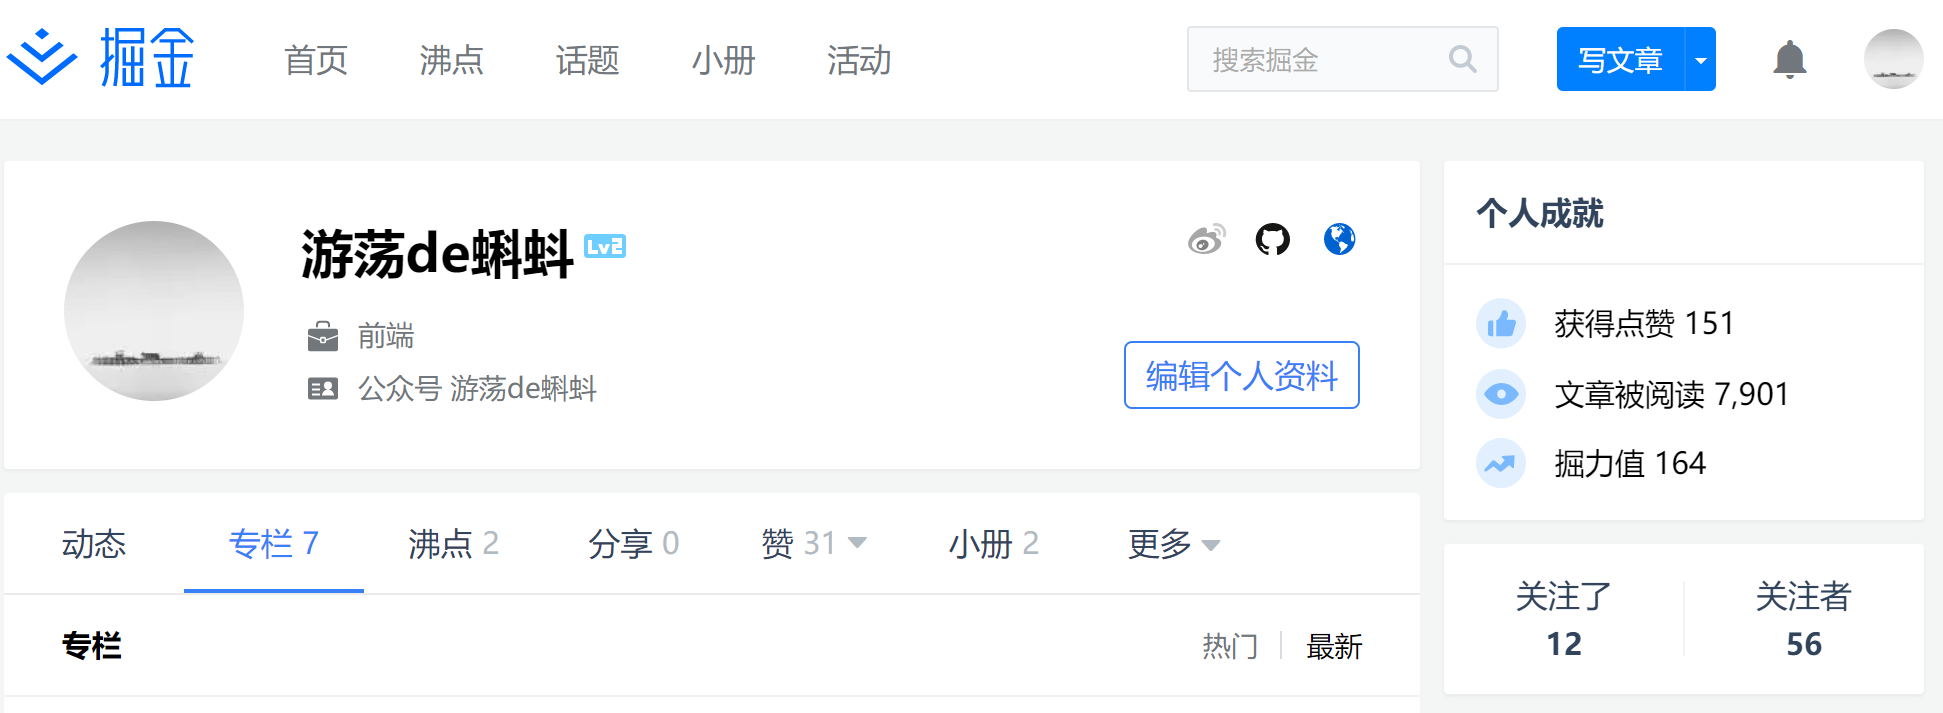 掘金 首页 沸点 话题 小册 活动 搜索掘金 写文章
游荡de蝌蚪 Lv2
前端
公众号 游荡de蝌蚪
编辑个人资料
动态 专栏 7 沸点 2 分享 0 赞 31 小册 2 更多
专栏 热门 最新
个人成就
获得点赞 151
文章被阅读 7,901
掘力值 164
关注了 关注者
12 56